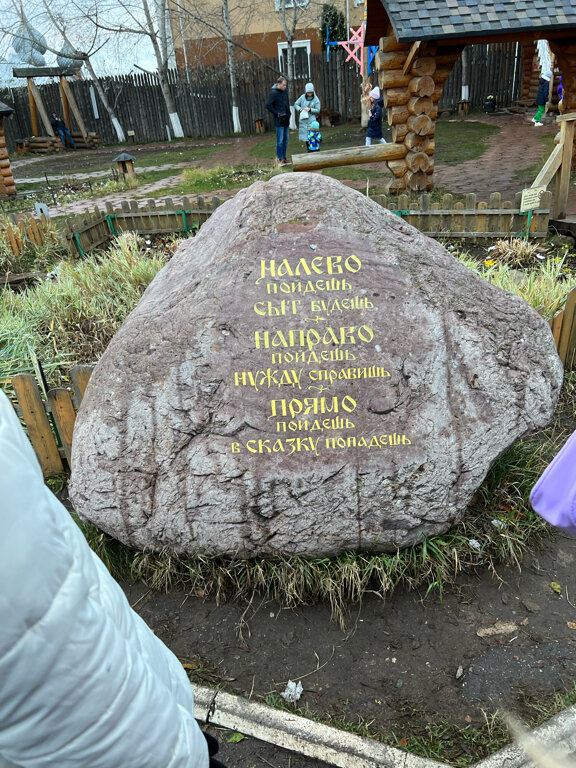 НАЛЕВО
ПОЙДЕШЬ
СЫТ БУДЕШЬ
НАПРАВО
ПОЙДЕШЬ
НУЖДУ СПРАВИШЬ
ПРЯМО
ПОЙДЕШЬ
В СКАЗКУ ПОПАДЕШЬ